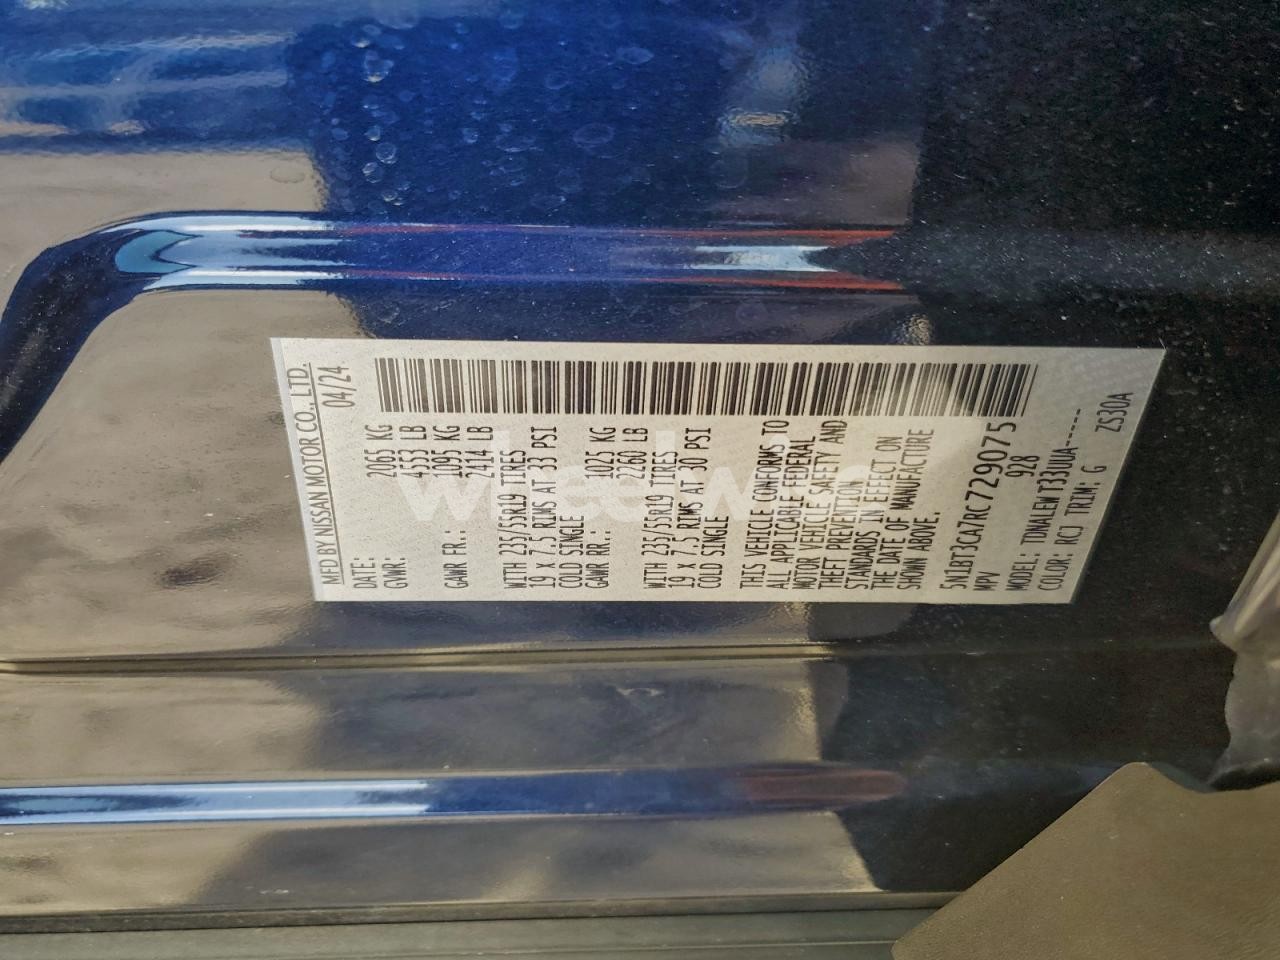 MFD BY NISSAN MOTOR CO., LTD.
DATE: 04/24
GVWR: 2065 KG
4553 LB
GAWR FR.: 1095 KG
2414 LB
WITH 235/55R19 TIRES
19 X 7.5 RIMS AT 33 PSI
COLD SINGLE
GAWR RR.: 1025 KG
2260 LB
WITH 235/55R19 TIRES
19 X 7.5 RIMS AT 30 PSI
COLD SINGLE
THIS VEHICLE CONFORMS TO
ALL APPLICABLE FEDERAL
MOTOR VEHICLE SAFETY AND
THEFT PREVENTION
STANDARDS IN EFFECT ON
THE DATE OF MANUFACTURE
SHOWN ABOVE.
5N1BT3CA7RC729075
MPV 928
MODEL: TDNALEW T33UUA-----
COLOR: RCJ TRIM: G ZS30A